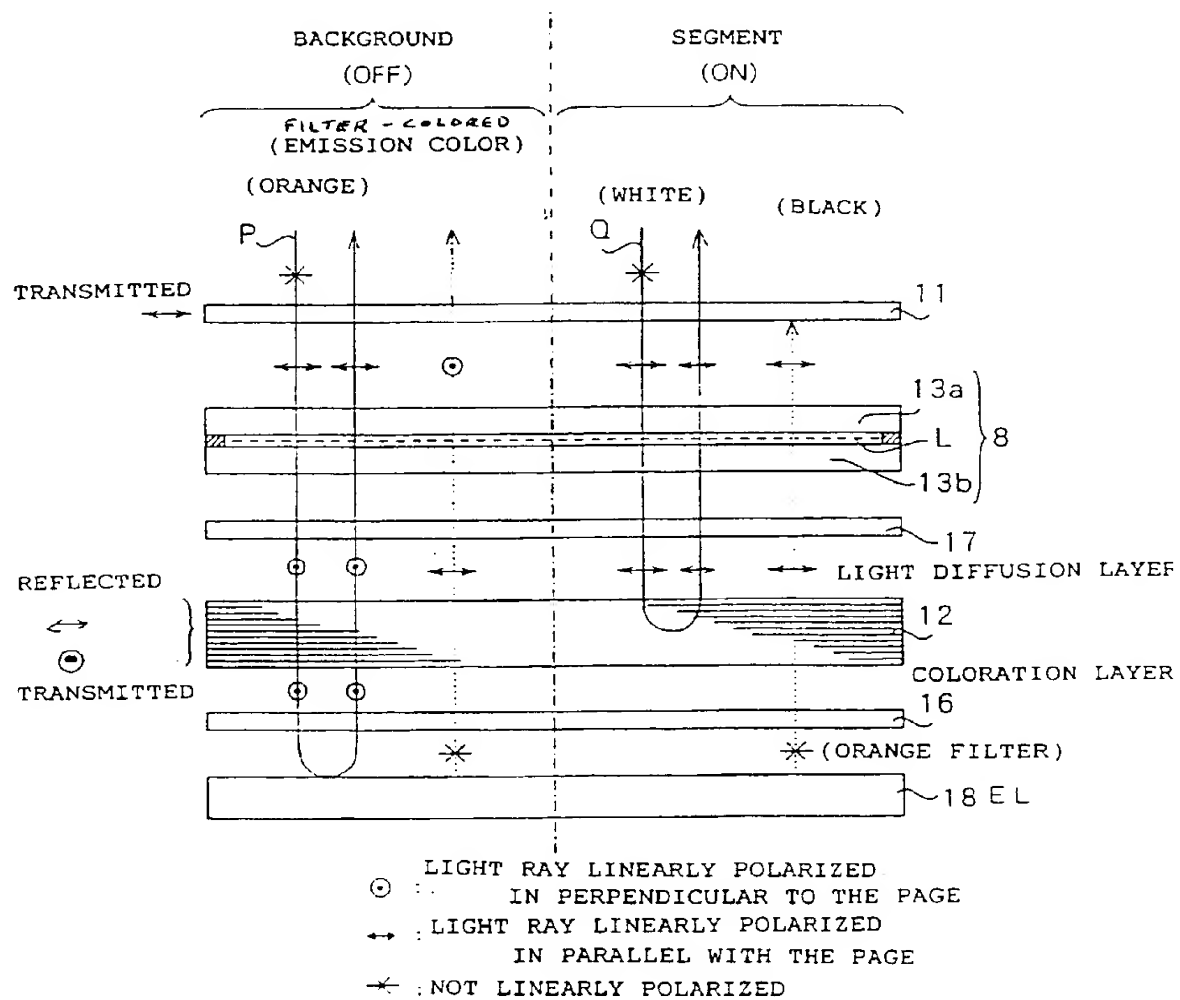 BACKGROUND
(OFF)
SEGMENT
(ON)
FILTER - COLORED
(EMISSION COLOR)
(ORANGE)
(WHITE)
(BLACK)
P
Q
TRANSMITTED
11
13a
L
8
13b
17
REFLECTED
LIGHT DIFFUSION LAYER
12
TRANSMITTED
COLORATION LAYER
16
(ORANGE FILTER)
18 EL
LIGHT RAY LINEARLY POLARIZED
IN PERPENDICULAR TO THE PAGE
: LIGHT RAY LINEARLY POLARIZED
IN PARALLEL WITH THE PAGE
: NOT LINEARLY POLARIZED